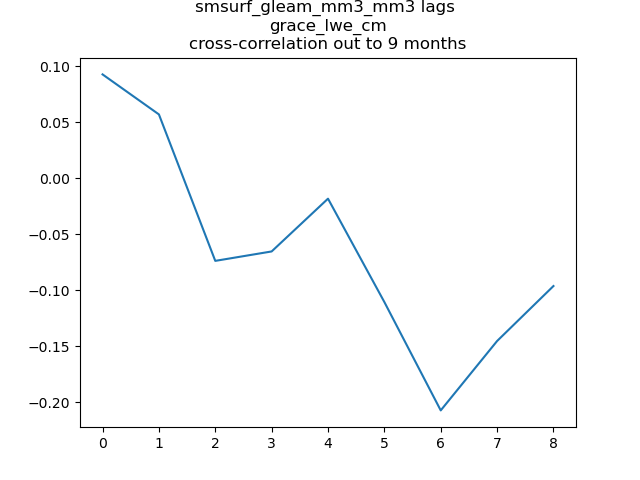 smsurf_gleam_mm3_mm3 lags
grace_lwe_cm
cross-correlation out to 9 months
0.10
0.05
0.00
−0.05
−0.10
−0.15
−0.20
0 1 2 3 4 5 6 7 8